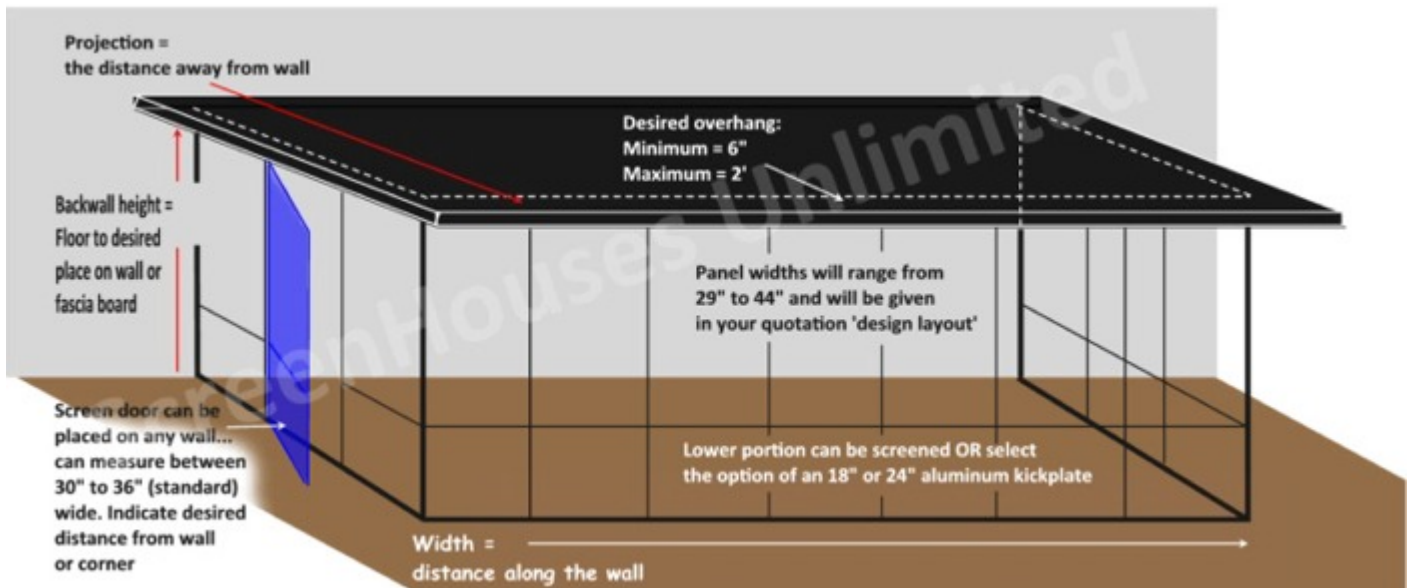 Projection =
the distance away from wall
Desired overhang:
Minimum = 6"
Maximum = 2'
Backwall height =
Floor to desired
place on wall or
fascia board
Panel widths will range from
29" to 44" and will be given
in your quotation 'design layout'
Screen door can be
placed on any wall...
can measure between
30" to 36" (standard)
wide. Indicate desired
distance from wall
or corner
Lower portion can be screened OR select
the option of an 18" or 24" aluminum kickplate
Width =
distance along the wall
ScreenHouses Unlimited